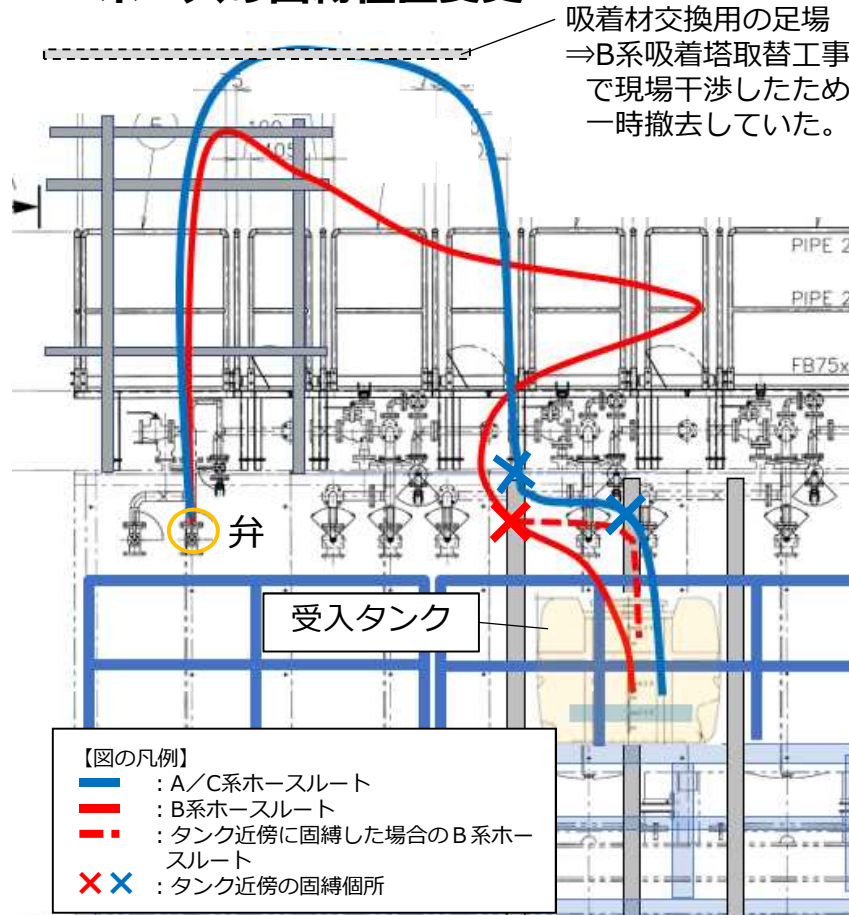 吸着材交換用の足場
⇒B系吸着塔取替工事
で現場干渉したため
一時撤去していた。
PIPE 2
PIPE 2
FB75x
弁
受入タンク
【図の凡例】
：A／C系ホースルート
：B系ホースルート
：タンク近傍に固縛した場合のB系ホー
スルート
：タンク近傍の固縛個所